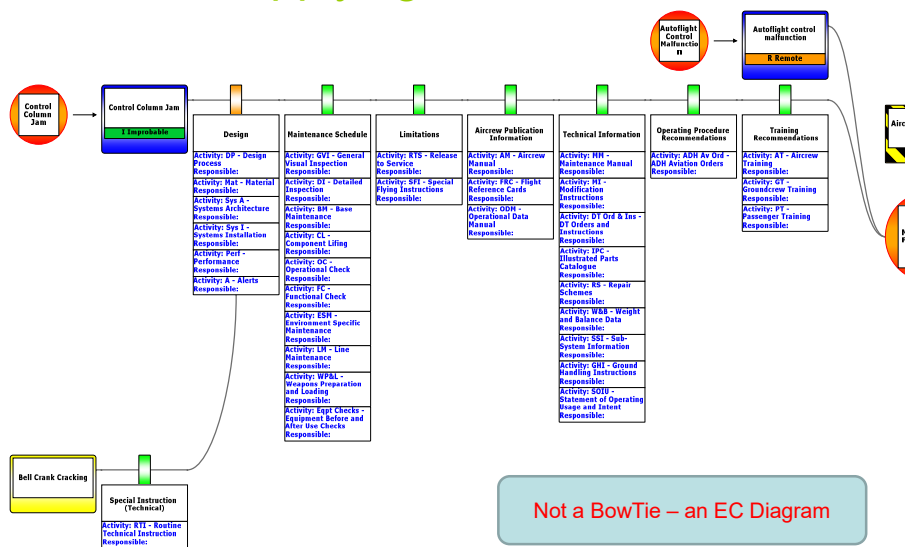 Autoflight
Control
Malfunctio
n
Autoflight control
malfunction
R Remote
Control
Column
Jam
Control Column Jam
I Improbable
Design
Activity: DP - Design
Process
Responsible:
Activity: Mat - Material
Responsible:
Activity: Sys A -
Systems Architecture
Responsible:
Activity: Sys I -
Systems Installation
Responsible:
Activity: Perf -
Performance
Responsible:
Activity: A - Alerts
Responsible:
Maintenance Schedule
Activity: GVI - General
Visual Inspection
Responsible:
Activity: DI - Detailed
Inspection
Responsible:
Activity: BM - Base
Maintenance
Responsible:
Activity: CL -
Component Lifing
Responsible:
Activity: OC -
Operational Check
Responsible:
Activity: FC -
Functional Check
Responsible:
Activity: ESM -
Environment Specific
Maintenance
Responsible:
Activity: LM - Line
Maintenance
Responsible:
Activity: WP&L -
Weapons Preparation
and Loading
Responsible:
Activity: Eqpt Checks -
Equipment Before and
After Use Checks
Responsible:
Limitations
Activity: RTS - Release
to Service
Responsible:
Activity: SFI - Special
Flying Instructions
Responsible:
Aircrew Publication
Information
Activity: AM - Aircrew
Manual
Responsible:
Activity: FRC - Flight
Reference Cards
Responsible:
Activity: ODM -
Operational Data
Manual
Responsible:
Technical Information
Activity: MM -
Maintenance Manual
Responsible:
Activity: MI -
Modification
Instructions
Responsible:
Activity: DT Ord & Ins -
DT Orders and
Instructions
Responsible:
Activity: IPC -
Illustrated Parts
Catalogue
Responsible:
Activity: RS - Repair
Schemes
Responsible:
Activity: W&B - Weight
and Balance Data
Responsible:
Activity: SSI - Sub-
System Information
Responsible:
Activity: GHI - Ground
Handling Instructions
Responsible:
Activity: SOIU -
Statement of Operating
Usage and Intent
Responsible:
Operating Procedure
Recommendations
Activity: ADH Av Ord -
ADH Aviation Orders
Responsible:
Training
Recommendations
Activity: AT - Aircrew
Training
Responsible:
Activity: GT -
Groundcrew Training
Responsible:
Activity: PT -
Passenger Training
Responsible:
Bell Crank Cracking
Special Instruction
(Technical)
Activity: RTI - Routine
Technical Instruction
Responsible:
Not a BowTie – an EC Diagram